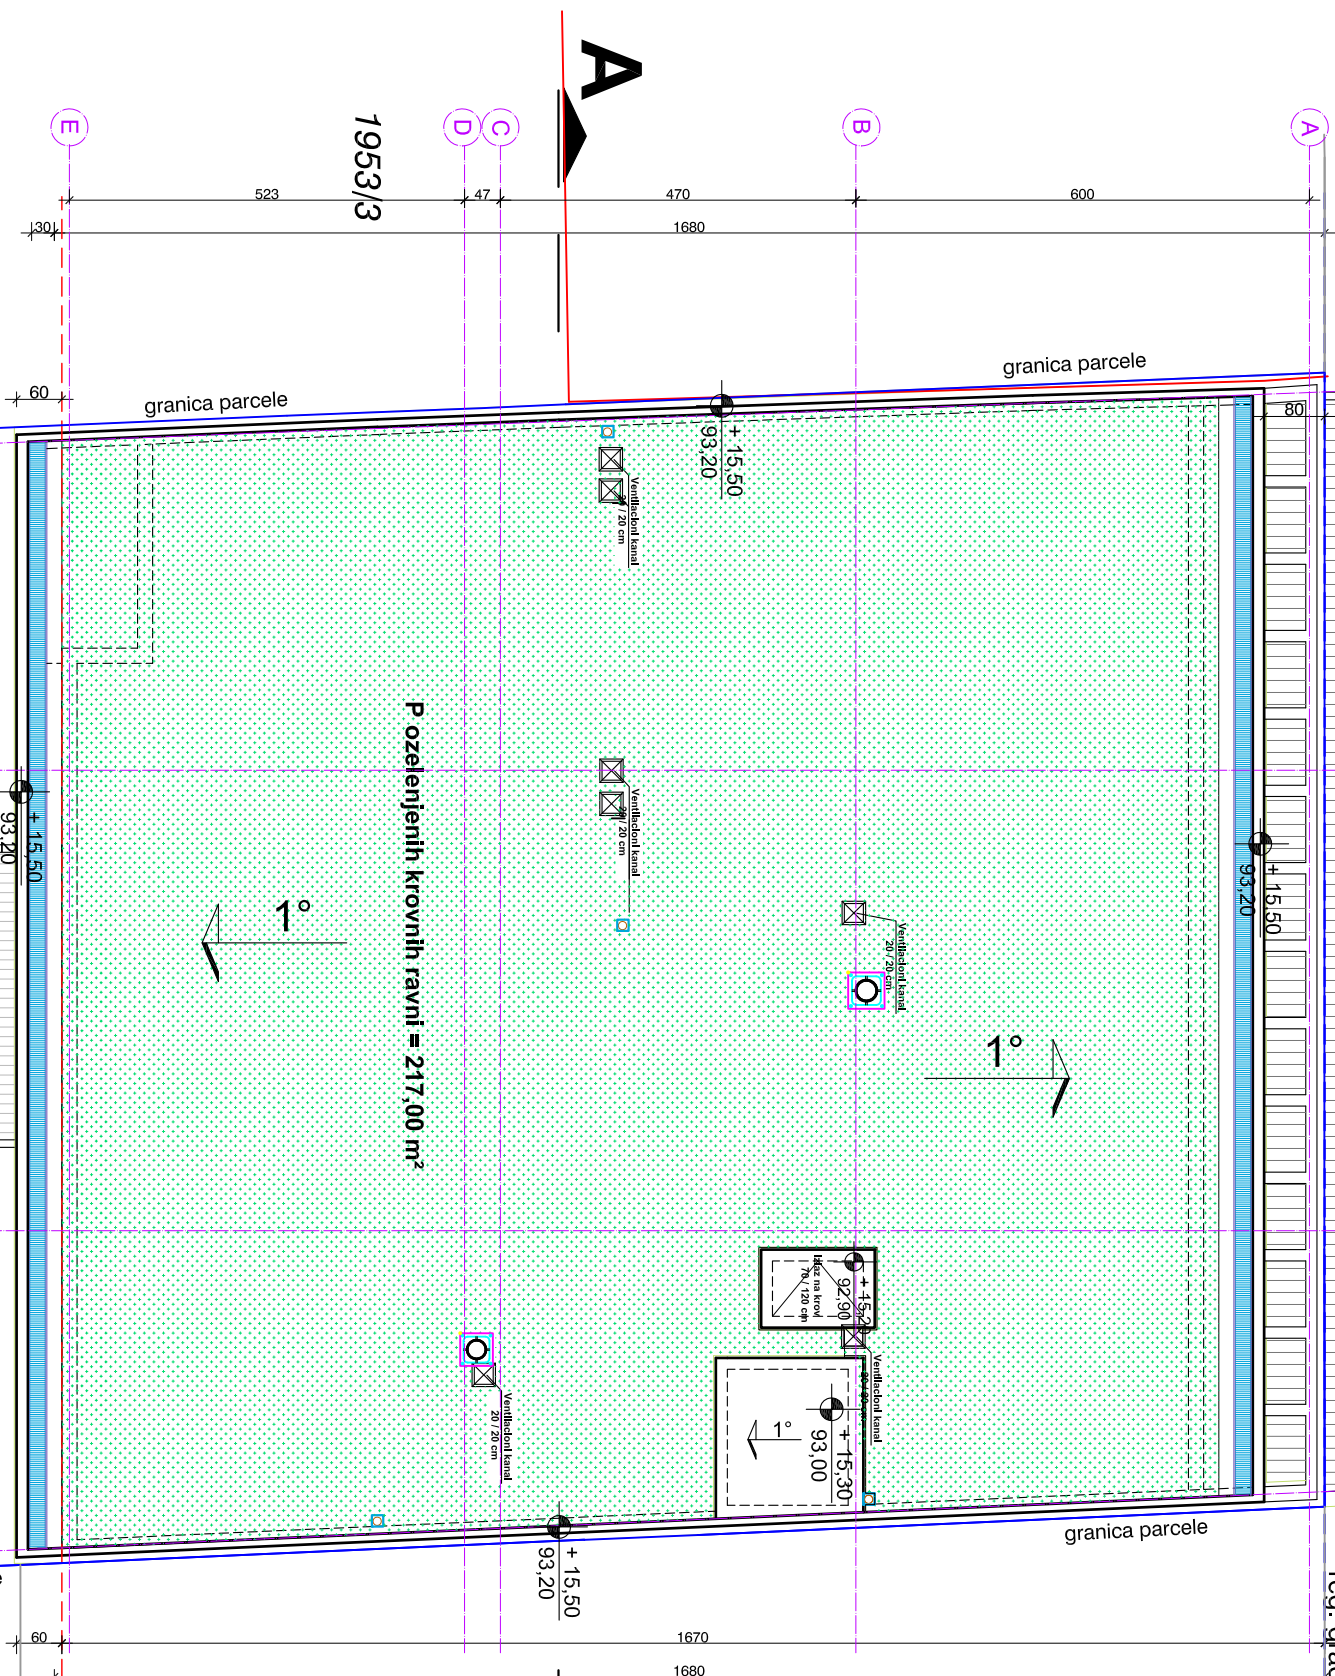 A
E
D
C
B
A
1953/3
523
47
470
600
30
1680
60
granica parcele
granica parcele
80
+ 15,50
93,20
Ventilacioni kanal
20 / 20 cm
+ 15,50
93,20
Ventilacioni kanal
20 / 20 cm
+ 15,50
93,20
Ventilacioni kanal
20 / 20 cm
1°
P ozelenjenih krovnih ravni = 217,00 m²
1°
Izlaz na krov
70 / 120 cm
+ 15,20
92,90
Ventilacioni kanal
Ventilacioni kanal
20 / 20 cm
1°
+ 15,30
93,00
granica parcele
+ 15,50
93,20
60
1670
1680